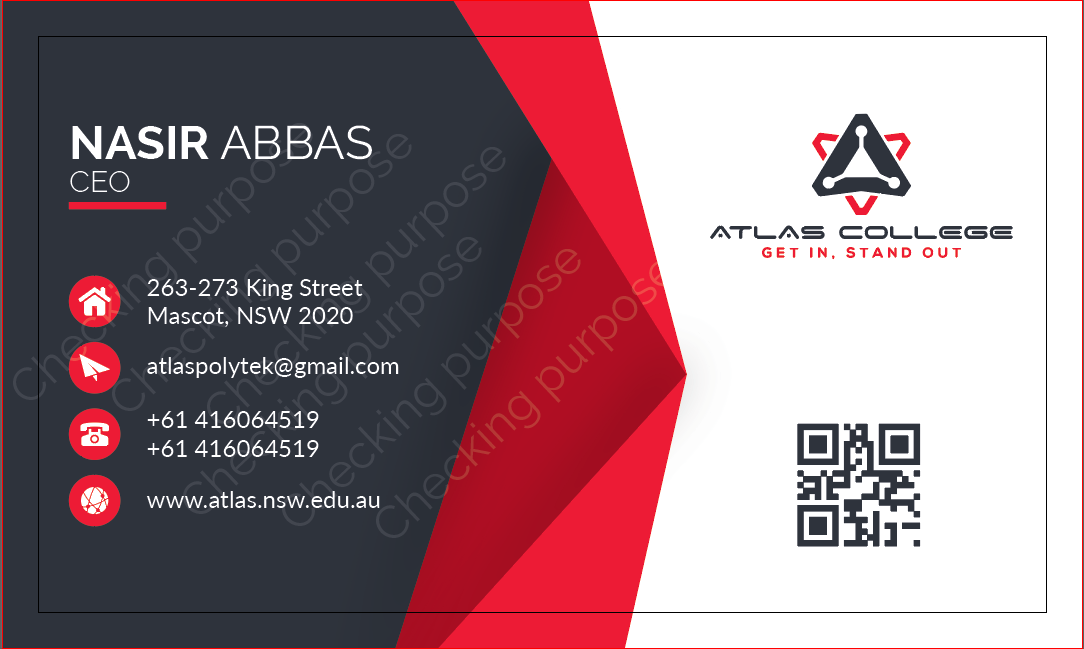 NASIR ABBAS
CEO
263-273 King Street
Mascot, NSW 2020
atlaspolytek@gmail.com
+61 416064519
+61 416064519
www.atlas.nsw.edu.au
ATLAS COLLEGE
GET IN, STAND OUT
Checking purpose
Checking purpose
Checking purpose
Checking purpose
Checking purpose
Checking purpose